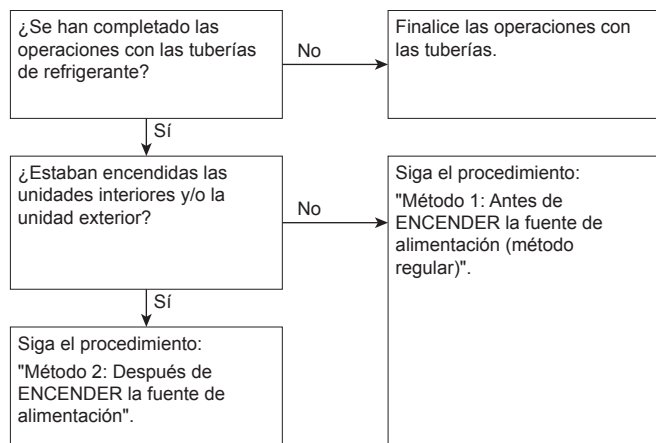 ¿Se han completado las
operaciones con las tuberías
de refrigerante?
No
Finalice las operaciones con
las tuberías.
Sí
¿Estaban encendidas las
unidades interiores y/o la
unidad exterior?
No
Siga el procedimiento:
"Método 1: Antes de
ENCENDER la fuente de
alimentación (método
regular)".
Sí
Siga el procedimiento:
"Método 2: Después de
ENCENDER la fuente de
alimentación".